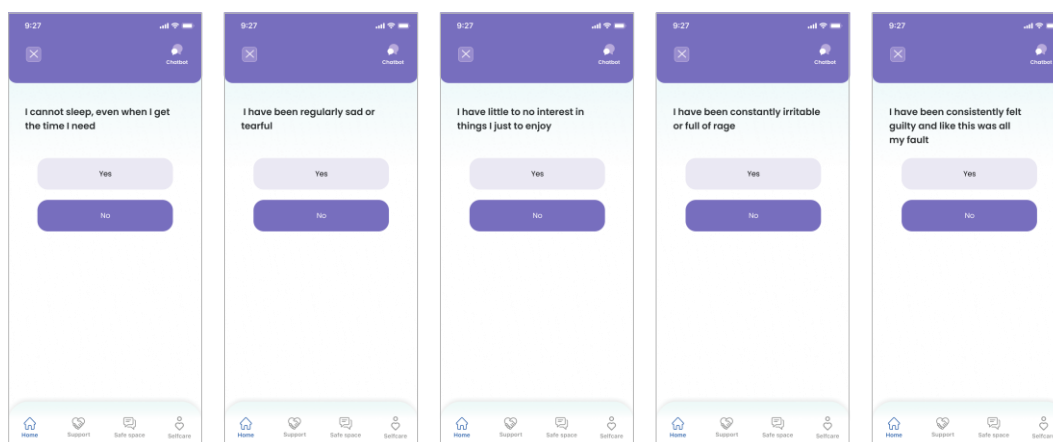 9:27
Chatbot
I cannot sleep, even when I get
the time I need
Yes
No
Home
Support
Safe space
Selfcare
9:27
Chatbot
I have been regularly sad or
tearful
Yes
No
Home
Support
Safe space
Selfcare
9:27
Chatbot
I have little to no interest in
things I just to enjoy
Yes
No
Home
Support
Safe space
Selfcare
9:27
Chatbot
I have been constantly irritable
or full of rage
Yes
No
Home
Support
Safe space
Selfcare
9:27
Chatbot
I have been consistently felt
guilty and like this was all
my fault
Yes
No
Home
Support
Safe space
Selfcare